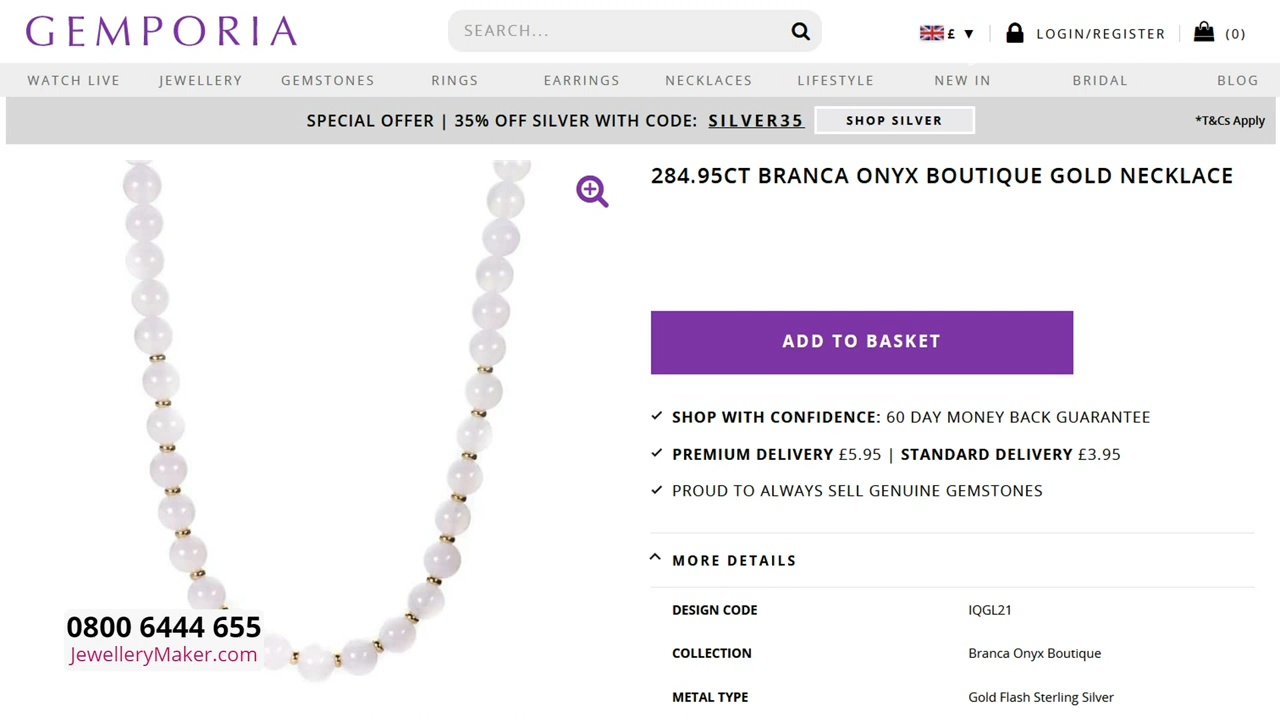 GEMPORIA
SEARCH...
£ ▼
LOGIN/REGISTER
(0)
WATCH LIVE JEWELLERY GEMSTONES RINGS EARRINGS NECKLACES LIFESTYLE NEW IN BRIDAL BLOG
SPECIAL OFFER | 35% OFF SILVER WITH CODE: SILVER35 SHOP SILVER *T&Cs Apply
284.95CT BRANCA ONYX BOUTIQUE GOLD NECKLACE
ADD TO BASKET
SHOP WITH CONFIDENCE: 60 DAY MONEY BACK GUARANTEE
PREMIUM DELIVERY £5.95 | STANDARD DELIVERY £3.95
PROUD TO ALWAYS SELL GENUINE GEMSTONES
MORE DETAILS
DESIGN CODE IQGL21
COLLECTION Branca Onyx Boutique
METAL TYPE Gold Flash Sterling Silver
0800 6444 655
JewelleryMaker.com